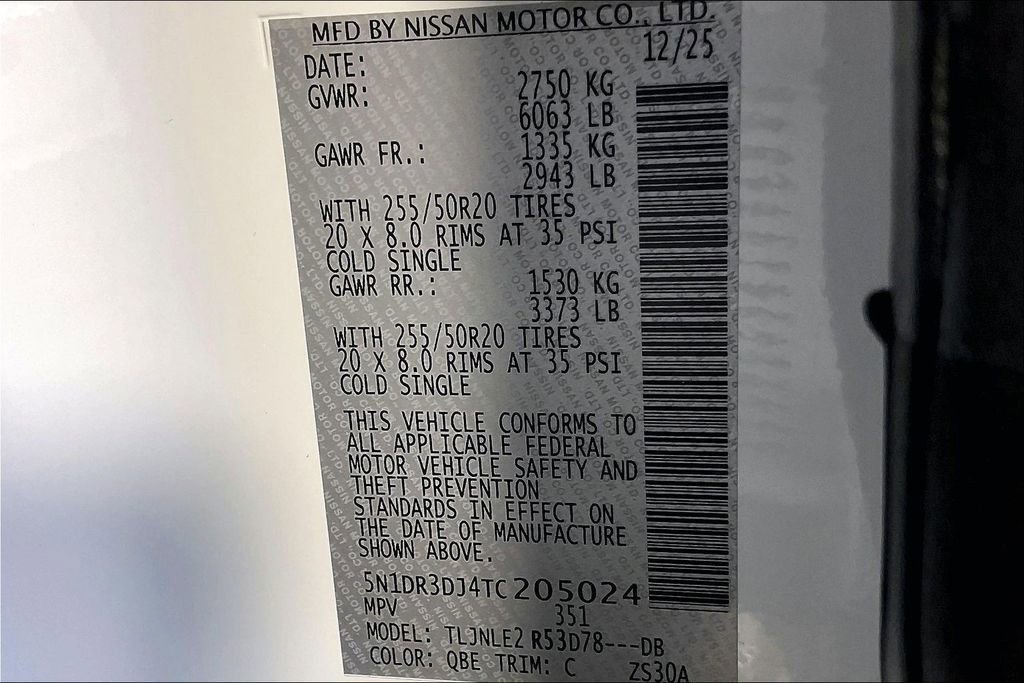 MFD BY NISSAN MOTOR CO., LTD.
DATE: 12/25
GVWR: 2750 KG
6063 LB
GAWR FR.: 1335 KG
2943 LB
WITH 255/50R20 TIRES
20 X 8.0 RIMS AT 35 PSI
COLD SINGLE
GAWR RR.: 1530 KG
3373 LB
WITH 255/50R20 TIRES
20 X 8.0 RIMS AT 35 PSI
COLD SINGLE
THIS VEHICLE CONFORMS TO
ALL APPLICABLE FEDERAL
MOTOR VEHICLE SAFETY AND
THEFT PREVENTION
STANDARDS IN EFFECT ON
THE DATE OF MANUFACTURE
SHOWN ABOVE.
5N1DR3DJ4TC205024
MPV 351
MODEL: TLJNLE2 R53D78---DB
COLOR: QBE TRIM: C ZS30A